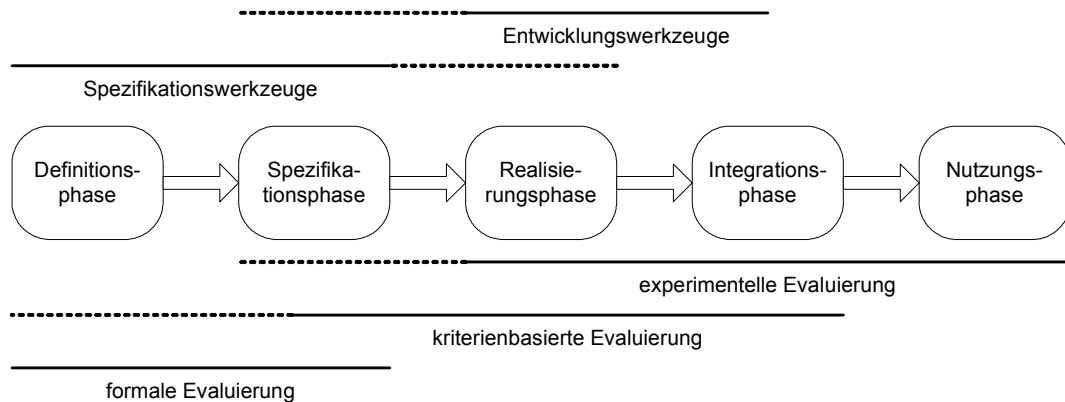 Entwicklungswerkzeuge
Spezifikationswerkzeuge
Definitions-
phase
Spezifika-
tionsphase
Realisie-
rungsphase
Integrations-
phase
Nutzungs-
phase
experimentelle Evaluierung
kriterienbasierte Evaluierung
formale Evaluierung